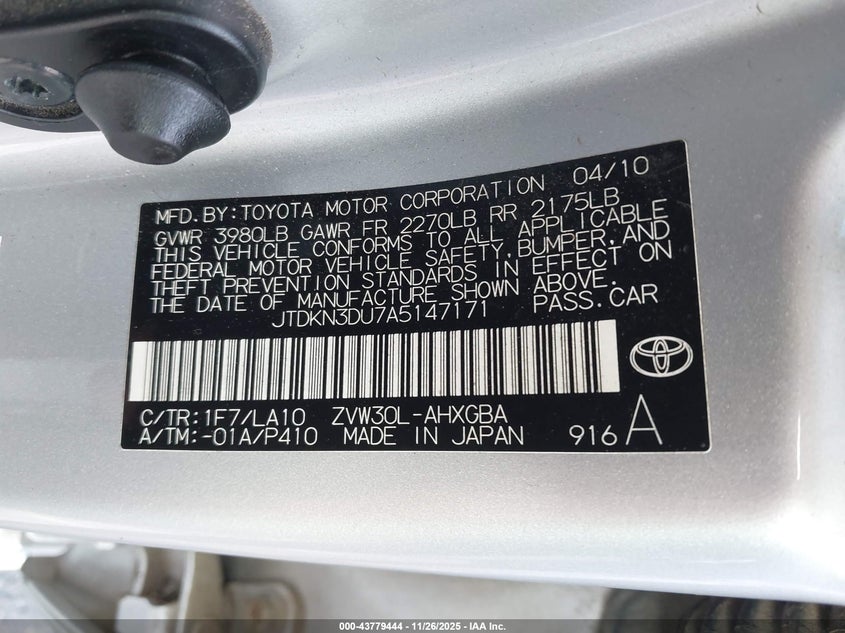 MFD. BY: TOYOTA MOTOR CORPORATION 04/10
GVWR 3980LB GAWR FR 2270LB RR 2175LB
THIS VEHICLE CONFORMS TO ALL APPLICABLE
FEDERAL MOTOR VEHICLE SAFETY, BUMPER, AND
THEFT PREVENTION STANDARDS IN EFFECT ON
THE DATE OF MANUFACTURE SHOWN ABOVE.
JTDKN3DU7A5147171 PASS. CAR
C/TR: 1F7/LA10 ZVW30L-AHXGBA
A/TM: -01A/P410 MADE IN JAPAN 916 A
000-43779444 - 11/26/2025 - IAA Inc.